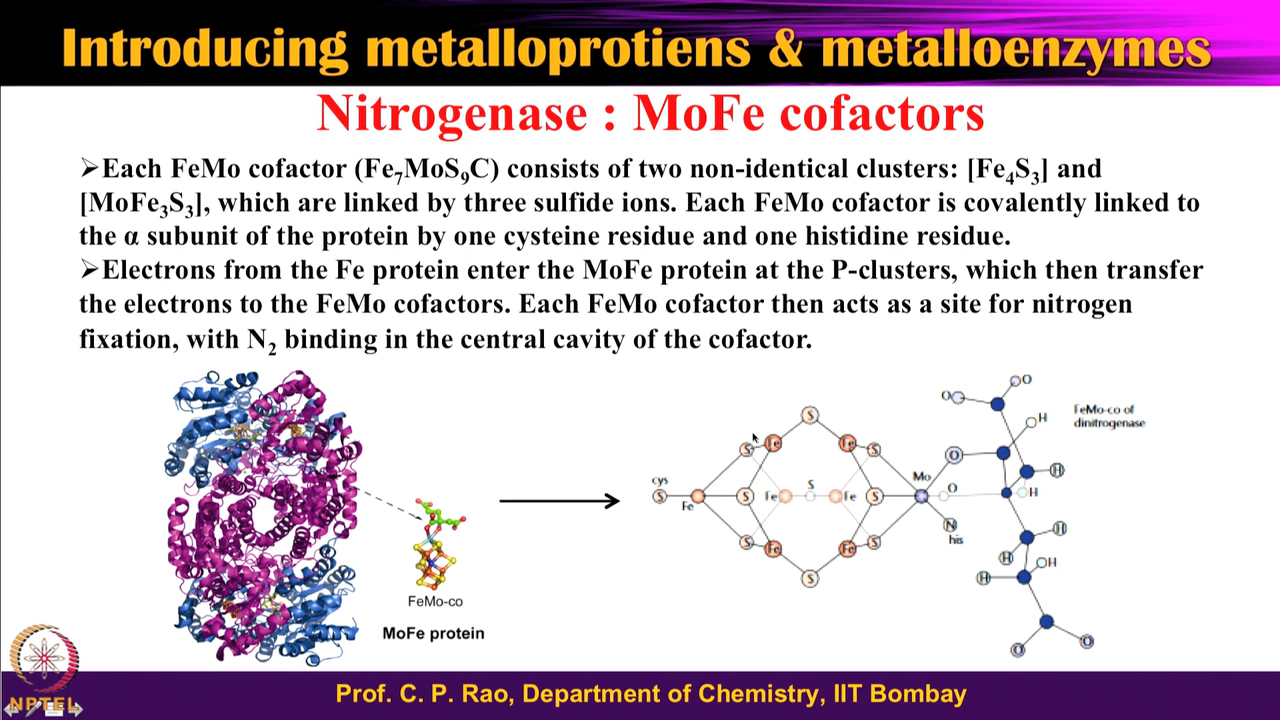 Introducing metalloprotiens & metalloenzymes
Nitrogenase : MoFe cofactors
➢Each FeMo cofactor (Fe₇MoS₉C) consists of two non-identical clusters: [Fe₄S₃] and
[MoFe₃S₃], which are linked by three sulfide ions. Each FeMo cofactor is covalently linked to
the α subunit of the protein by one cysteine residue and one histidine residue.
➢Electrons from the Fe protein enter the MoFe protein at the P-clusters, which then transfer
the electrons to the FeMo cofactors. Each FeMo cofactor then acts as a site for nitrogen
fixation, with N₂ binding in the central cavity of the cofactor.
FeMo-co
MoFe protein
cys
S
Fe
S
S
S
S
Fe
Fe
Fe
S
S
S
Fe
Fe
Fe
S
S
S
Mo
O
O
N
his
O
O
H
H
H
H
H
OH
H
O
O
FeMo-co of
dinitrogenase
NPTEL
Prof. C. P. Rao, Department of Chemistry, IIT Bombay